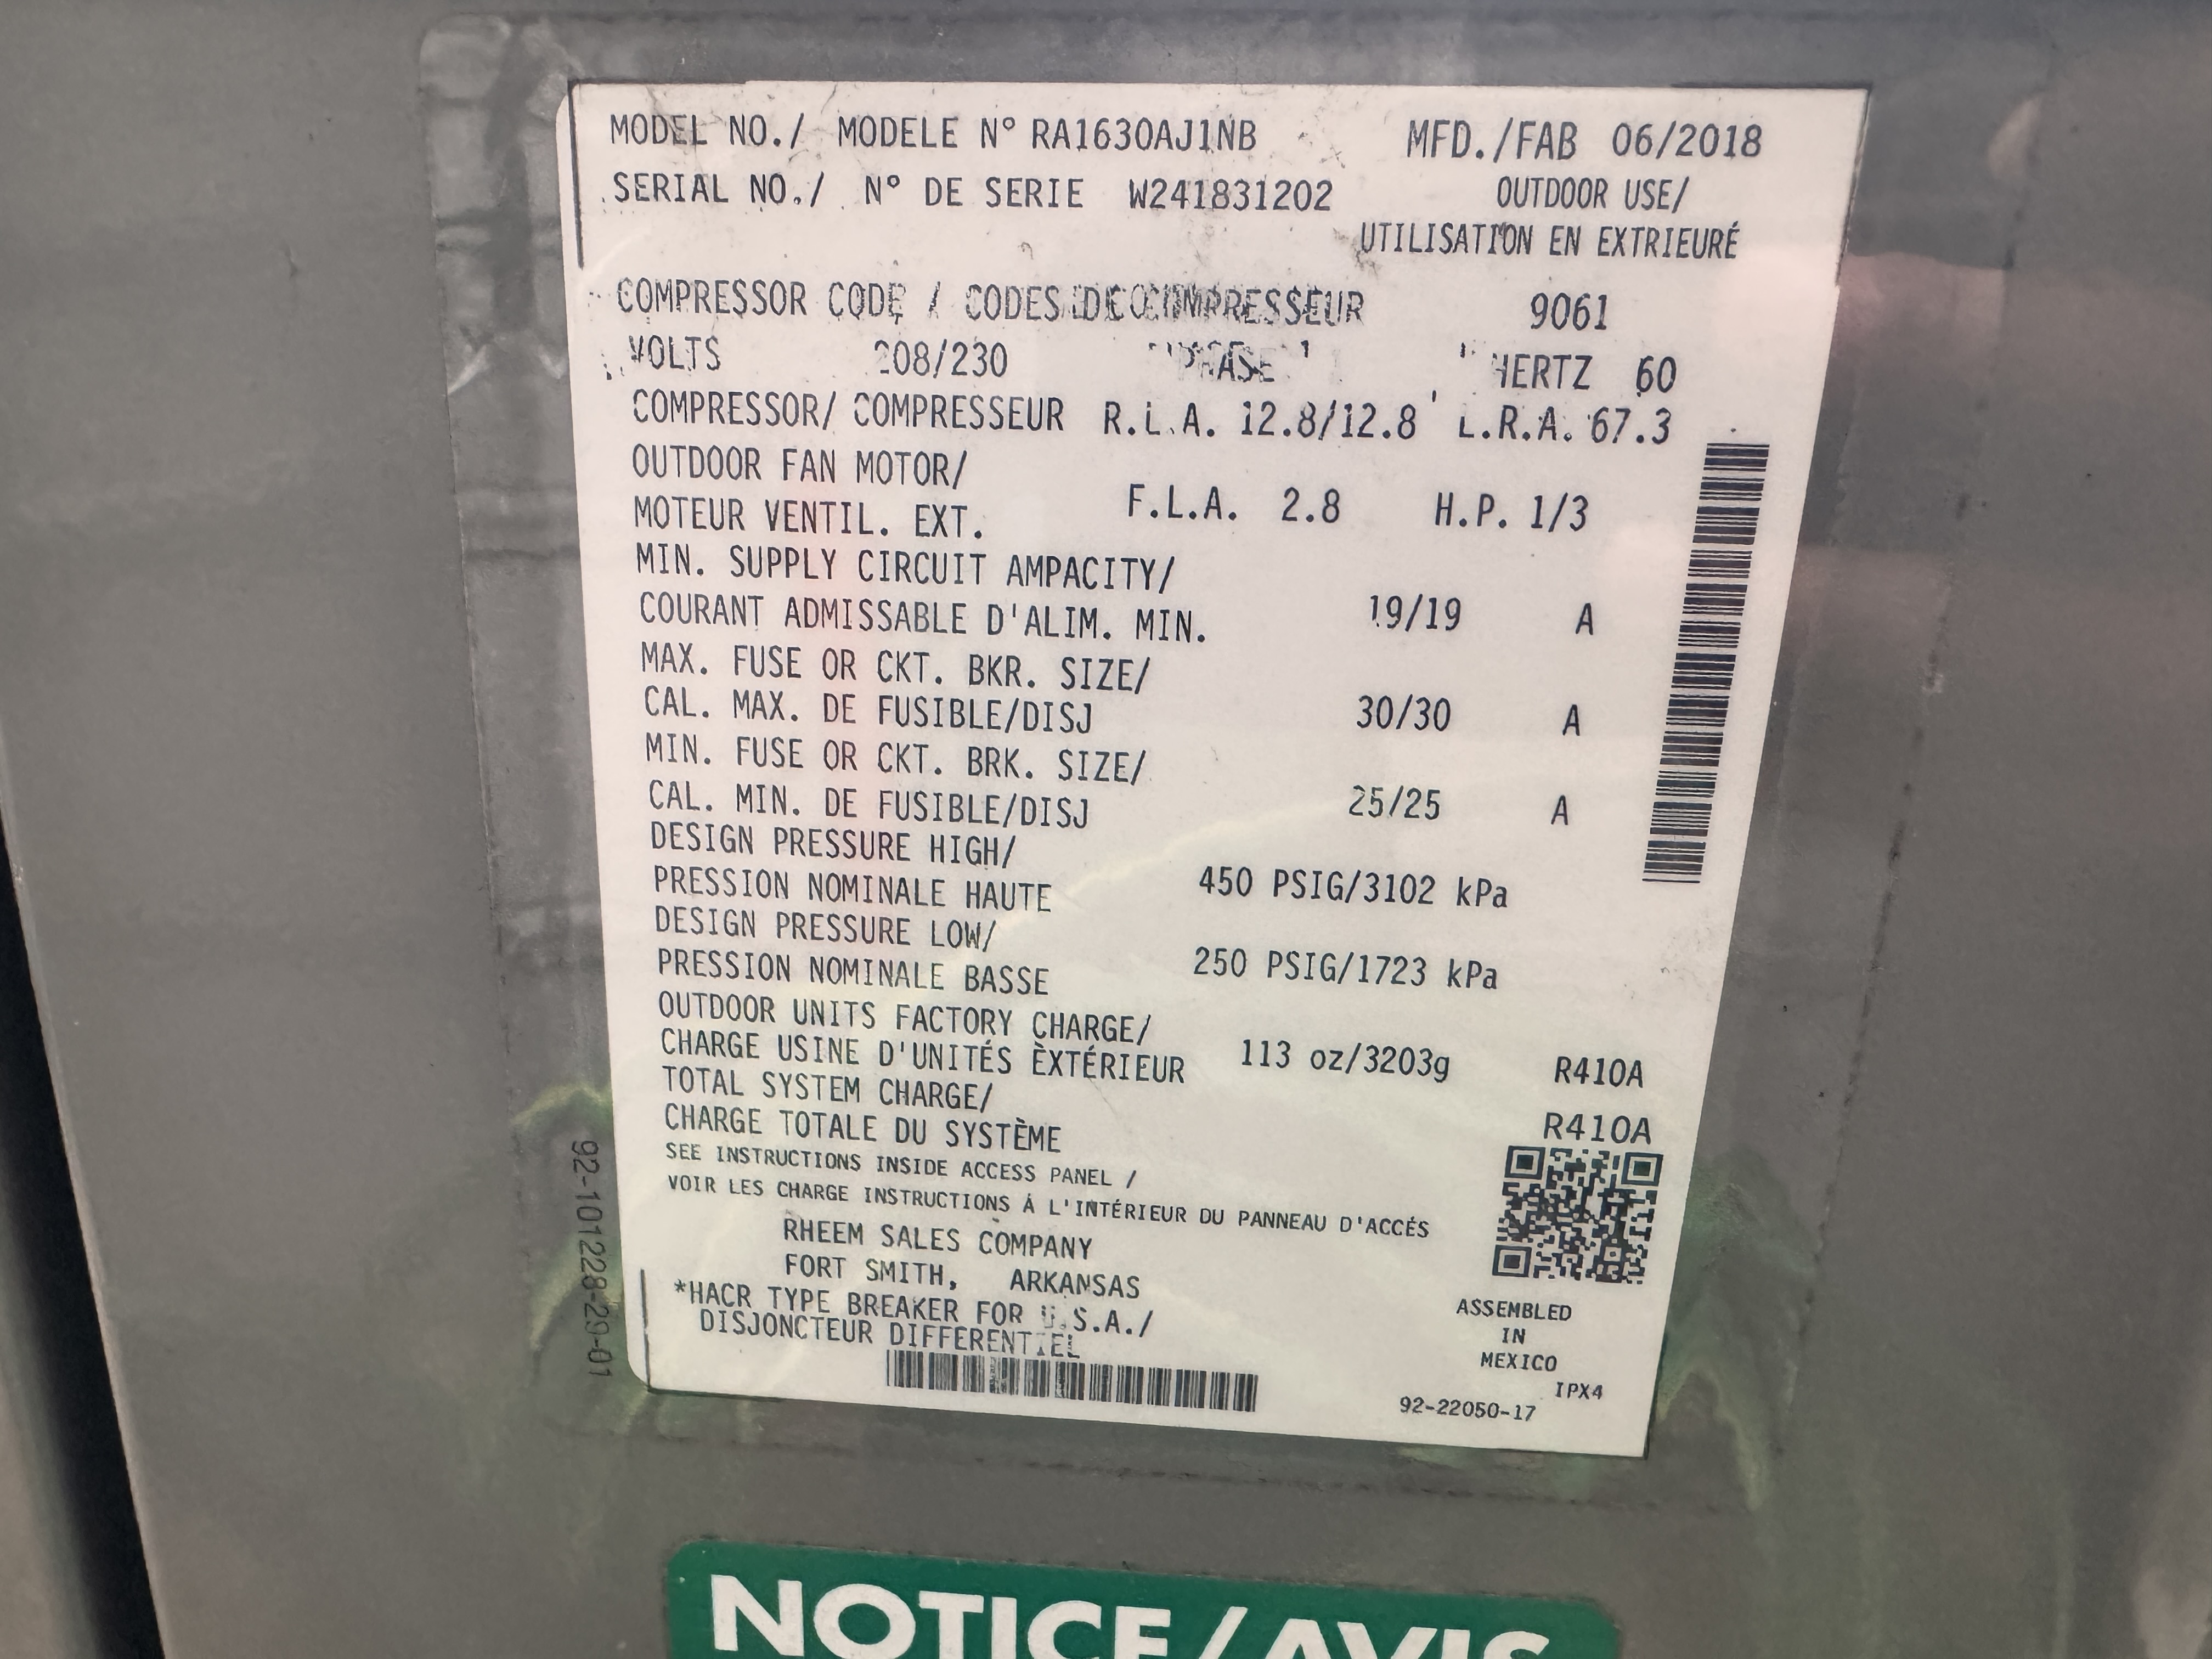 MODEL NO./ MODELE N° RA1630AJ1NB MFD./FAB 06/2018
SERIAL NO./ N° DE SERIE W241831202 OUTDOOR USE/
UTILISATION EN EXTRIEURÉ
COMPRESSOR CODE / CODES DE COMPRESSEUR 9061
VOLTS 208/230 PHASE 1 HERTZ 60
COMPRESSOR/ COMPRESSEUR R.L.A. 12.8/12.8 L.R.A. 67.3
OUTDOOR FAN MOTOR/
MOTEUR VENTIL. EXT. F.L.A. 2.8 H.P. 1/3
MIN. SUPPLY CIRCUIT AMPACITY/
COURANT ADMISSABLE D'ALIM. MIN. 19/19 A
MAX. FUSE OR CKT. BKR. SIZE/
CAL. MAX. DE FUSIBLE/DISJ 30/30 A
MIN. FUSE OR CKT. BRK. SIZE/
CAL. MIN. DE FUSIBLE/DISJ 25/25 A
DESIGN PRESSURE HIGH/
PRESSION NOMINALE HAUTE 450 PSIG/3102 kPa
DESIGN PRESSURE LOW/
PRESSION NOMINALE BASSE 250 PSIG/1723 kPa
OUTDOOR UNITS FACTORY CHARGE/
CHARGE USINE D'UNITÉS ÈXTÉRIEUR 113 oz/3203g R410A
TOTAL SYSTEM CHARGE/
CHARGE TOTALE DU SYSTÈME R410A
SEE INSTRUCTIONS INSIDE ACCESS PANEL /
VOIR LES CHARGE INSTRUCTIONS Á L'INTÉRIEUR DU PANNEAU D'ACCÉS
RHEEM SALES COMPANY
FORT SMITH, ARKANSAS
*HACR TYPE BREAKER FOR U.S.A./
DISJONCTEUR DIFFERENTIEL
ASSEMBLED
IN
MEXICO
IPX4
92-22050-17
92-101228-29-01
NOTICE/AVIS